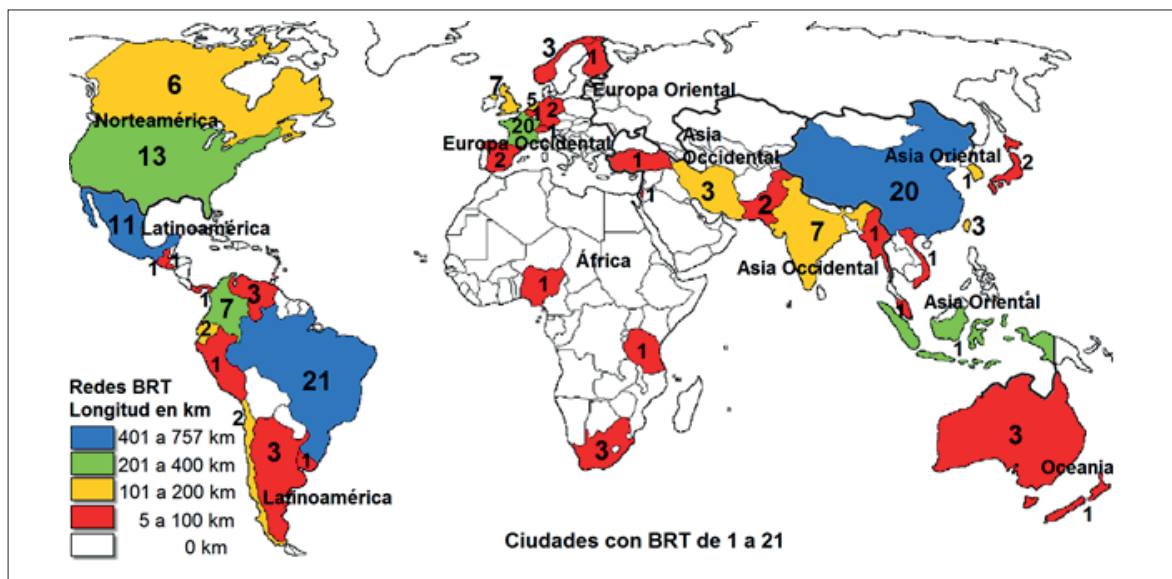 6
Norteamérica
13
11
Latinoamérica
1
1
1
3
7
2
1
21
2
3
1
Latinoamérica
3
1
7
5
Europa Oriental
2
1
20
1
Europa Occidental
2
Asia
Occidental
1
1
3
2
7
Asia Occidental
Asia Oriental
20
1
2
3
1
1
1
Asia Oriental
1
África
1
1
3
3
Oceania
1
Redes BRT
Longitud en km
401 a 757 km
201 a 400 km
101 a 200 km
5 a 100 km
0 km
Ciudades con BRT de 1 a 21